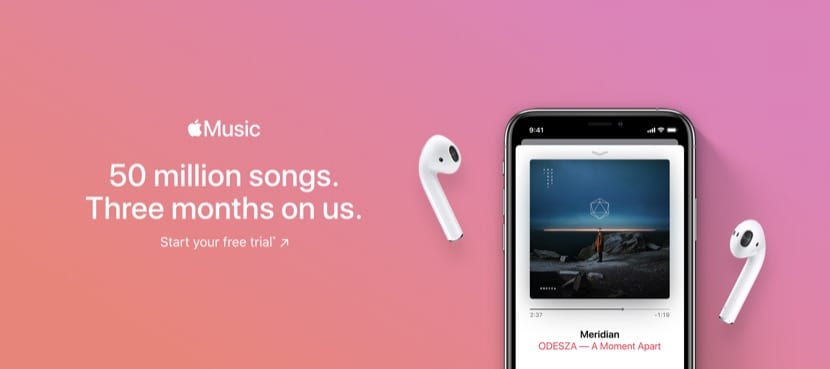 Music
50 million songs.
Three months on us.
Start your free trial* ↗
9:41
ODESZA
2:37
-1:19
Meridian
ODESZA — A Moment Apart